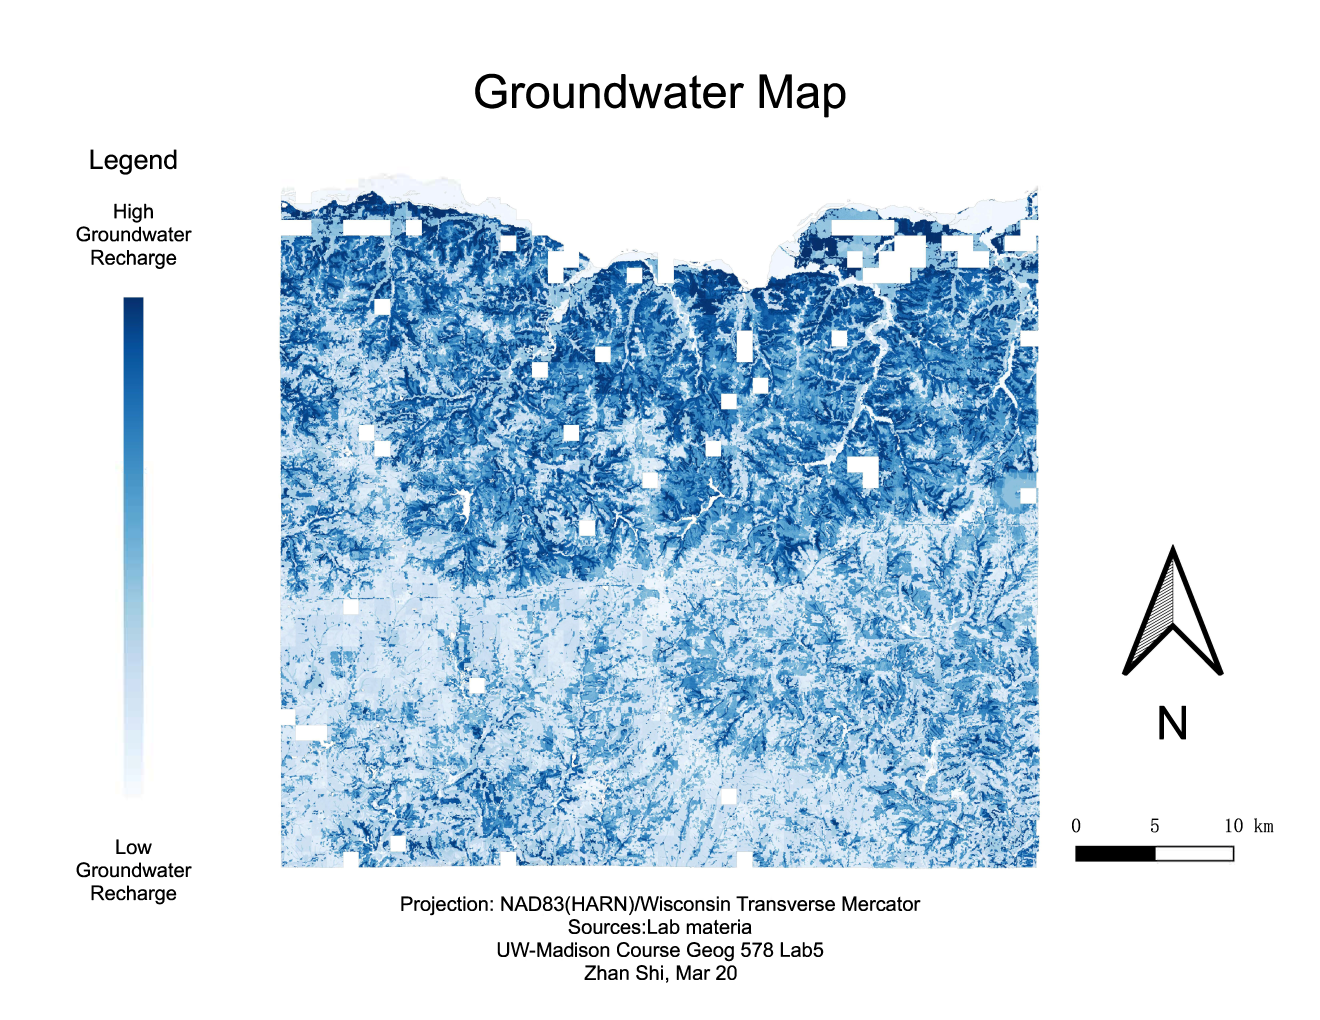 Groundwater Map
Legend
High
Groundwater
Recharge
Low
Groundwater
Recharge
N
0 5 10 km
Projection: NAD83(HARN)/Wisconsin Transverse Mercator
Sources:Lab materia
UW-Madison Course Geog 578 Lab5
Zhan Shi, Mar 20